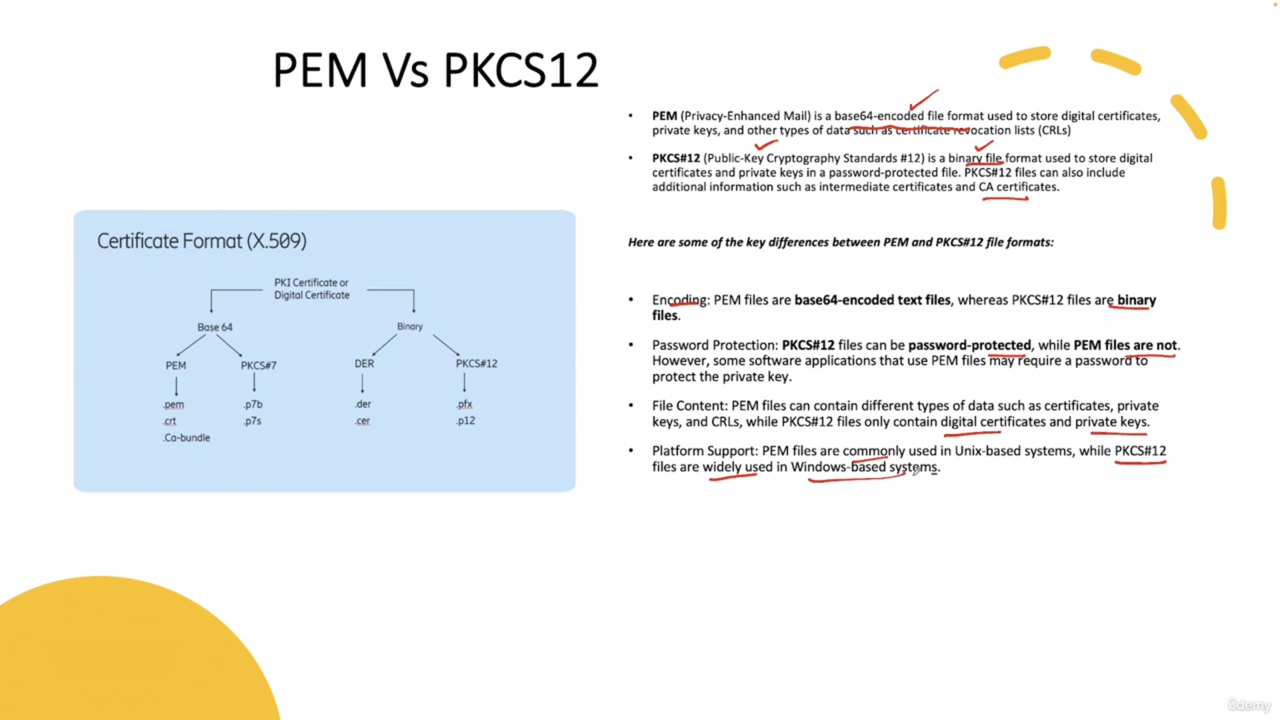 PEM Vs PKCS12
• PEM (Privacy-Enhanced Mail) is a base64-encoded file format used to store digital certificates,
private keys, and other types of data such as certificate revocation lists (CRLs)
• PKCS#12 (Public-Key Cryptography Standards #12) is a binary file format used to store digital
certificates and private keys in a password-protected file. PKCS#12 files can also include
additional information such as intermediate certificates and CA certificates.
Here are some of the key differences between PEM and PKCS#12 file formats:
• Encoding: PEM files are base64-encoded text files, whereas PKCS#12 files are binary
files.
• Password Protection: PKCS#12 files can be password-protected, while PEM files are not.
However, some software applications that use PEM files may require a password to
protect the private key.
• File Content: PEM files can contain different types of data such as certificates, private
keys, and CRLs, while PKCS#12 files only contain digital certificates and private keys.
• Platform Support: PEM files are commonly used in Unix-based systems, while PKCS#12
files are widely used in Windows-based systems.
Certificate Format (X.509)
PKI Certificate or
Digital Certificate
Base 64 Binary
PEM PKCS#7 DER PKCS#12
.pem .p7b .der .pfx
.crt .p7s .cer .p12
.Ca-bundle
ûdemy